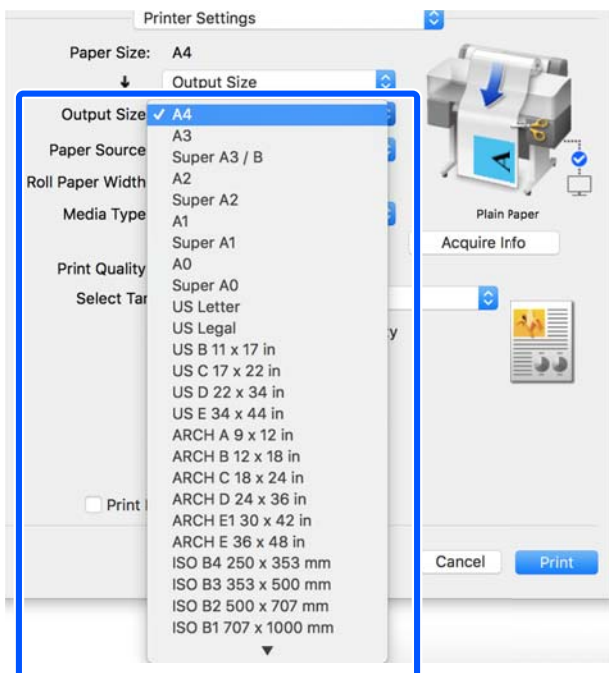 Printer Settings
Paper Size: A4
Output Size
Output Size ✓ A4
A3
Paper Source
Super A3 / B
A2
Roll Paper Width
Super A2
Media Type
A1
Plain Paper
Super A1
Acquire Info
A0
Print Quality
Super A0
Select Tar
US Letter
US Legal
y
US B 11 x 17 in
US C 17 x 22 in
US D 22 x 34 in
US E 34 x 44 in
ARCH A 9 x 12 in
ARCH B 12 x 18 in
ARCH C 18 x 24 in
ARCH D 24 x 36 in
Print
ARCH E1 30 x 42 in
ARCH E 36 x 48 in
ISO B4 250 x 353 mm
Cancel
Print
ISO B3 353 x 500 mm
ISO B2 500 x 707 mm
ISO B1 707 x 1000 mm